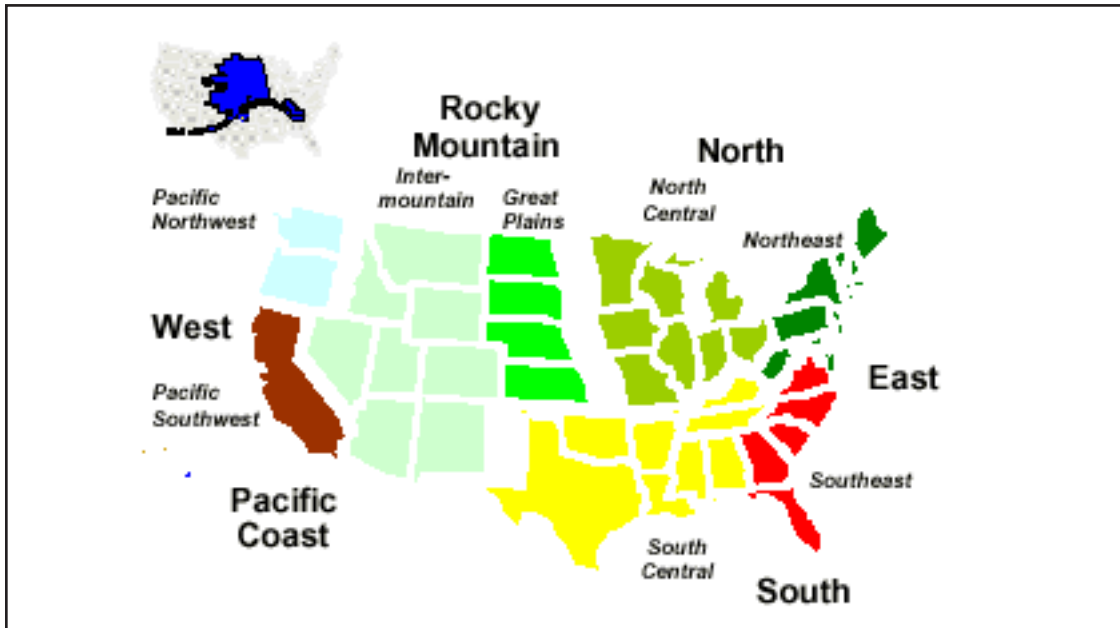 Rocky
Mountain
North
Inter-
mountain
Great
Plains
North
Central
Pacific
Northwest
Northeast
West
East
Pacific
Southwest
Southeast
Pacific
Coast
South
Central
South